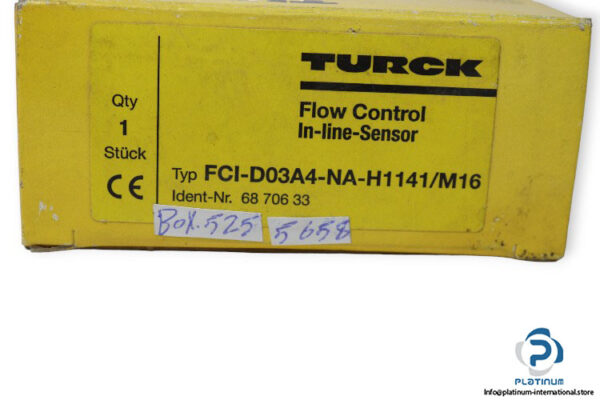 TURCK
Flow Control
In-line-Sensor
Qty
1
Stück
Typ FCI-D03A4-NA-H1141/M16
CE
Ident-Nr. 68 706 33
BOX.525
5658
PLATINUM
Info@platinum-international.store